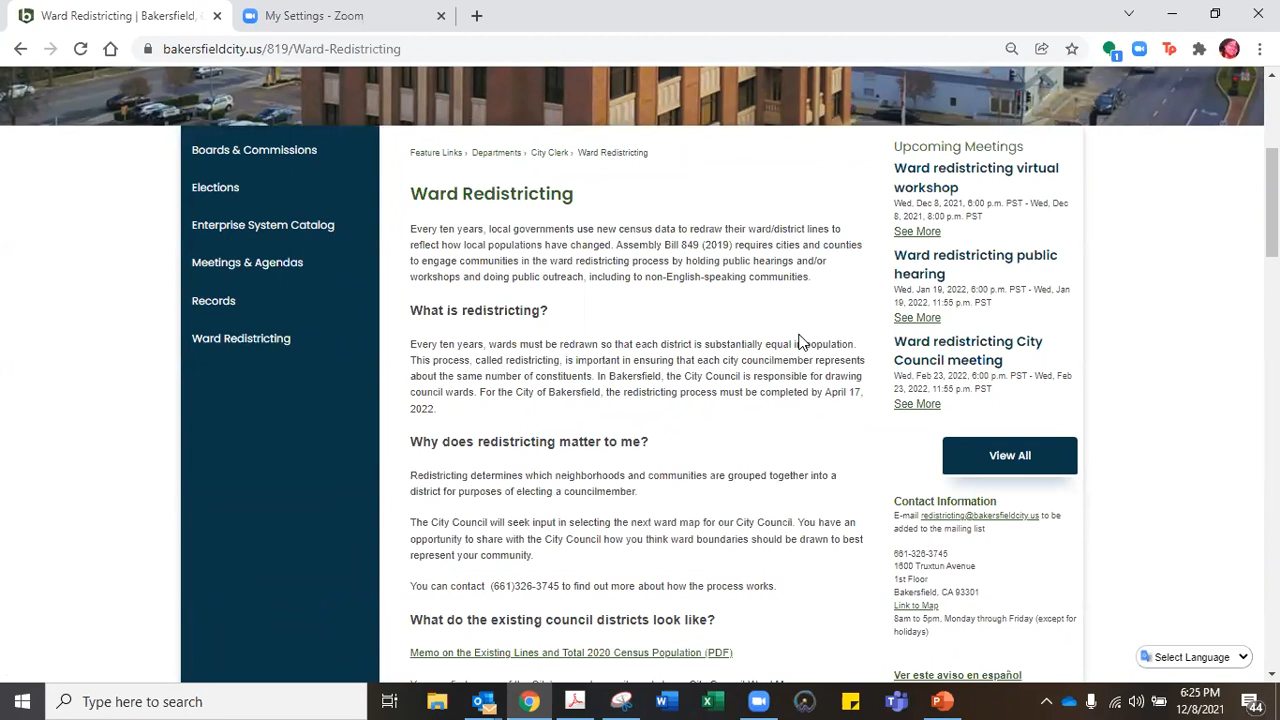 Ward Redistricting | Bakersfield, C
My Settings - Zoom
bakersfieldcity.us/819/Ward-Redistricting
1
Boards & Commissions
Elections
Enterprise System Catalog
Meetings & Agendas
Records
Ward Redistricting
Feature Links › Departments › City Clerk › Ward Redistricting
Ward Redistricting
Every ten years, local governments use new census data to redraw their ward/district lines to
reflect how local populations have changed. Assembly Bill 849 (2019) requires cities and counties
to engage communities in the ward redistricting process by holding public hearings and/or
workshops and doing public outreach, including to non-English-speaking communities.
What is redistricting?
Every ten years, wards must be redrawn so that each district is substantially equal in population.
This process, called redistricting, is important in ensuring that each city councilmember represents
about the same number of constituents. In Bakersfield, the City Council is responsible for drawing
council wards. For the City of Bakersfield, the redistricting process must be completed by April 17,
2022.
Why does redistricting matter to me?
Redistricting determines which neighborhoods and communities are grouped together into a
district for purposes of electing a councilmember.
The City Council will seek input in selecting the next ward map for our City Council. You have an
opportunity to share with the City Council how you think ward boundaries should be drawn to best
represent your community.
You can contact (661)326-3745 to find out more about how the process works.
What do the existing council districts look like?
Memo on the Existing Lines and Total 2020 Census Population (PDF)
Upcoming Meetings
Ward redistricting virtual
workshop
Wed, Dec 8, 2021, 6:00 p.m. PST - Wed, Dec
8, 2021, 8:00 p.m. PST
See More
Ward redistricting public
hearing
Wed, Jan 19, 2022, 6:00 p.m. PST - Wed, Jan
19, 2022, 11:55 p.m. PST
See More
Ward redistricting City
Council meeting
Wed, Feb 23, 2022, 6:00 p.m. PST - Wed, Feb
23, 2022, 11:55 p.m. PST
See More
View All
Contact Information
E-mail redistricting@bakersfieldcity.us to be
added to the mailing list
661-326-3745
1600 Truxtun Avenue
1st Floor
Bakersfield, CA 93301
Link to Map
8am to 5pm, Monday through Friday (except for
holidays)
Ver este aviso en español
Select Language
Type here to search
6:25 PM
12/8/2021
44